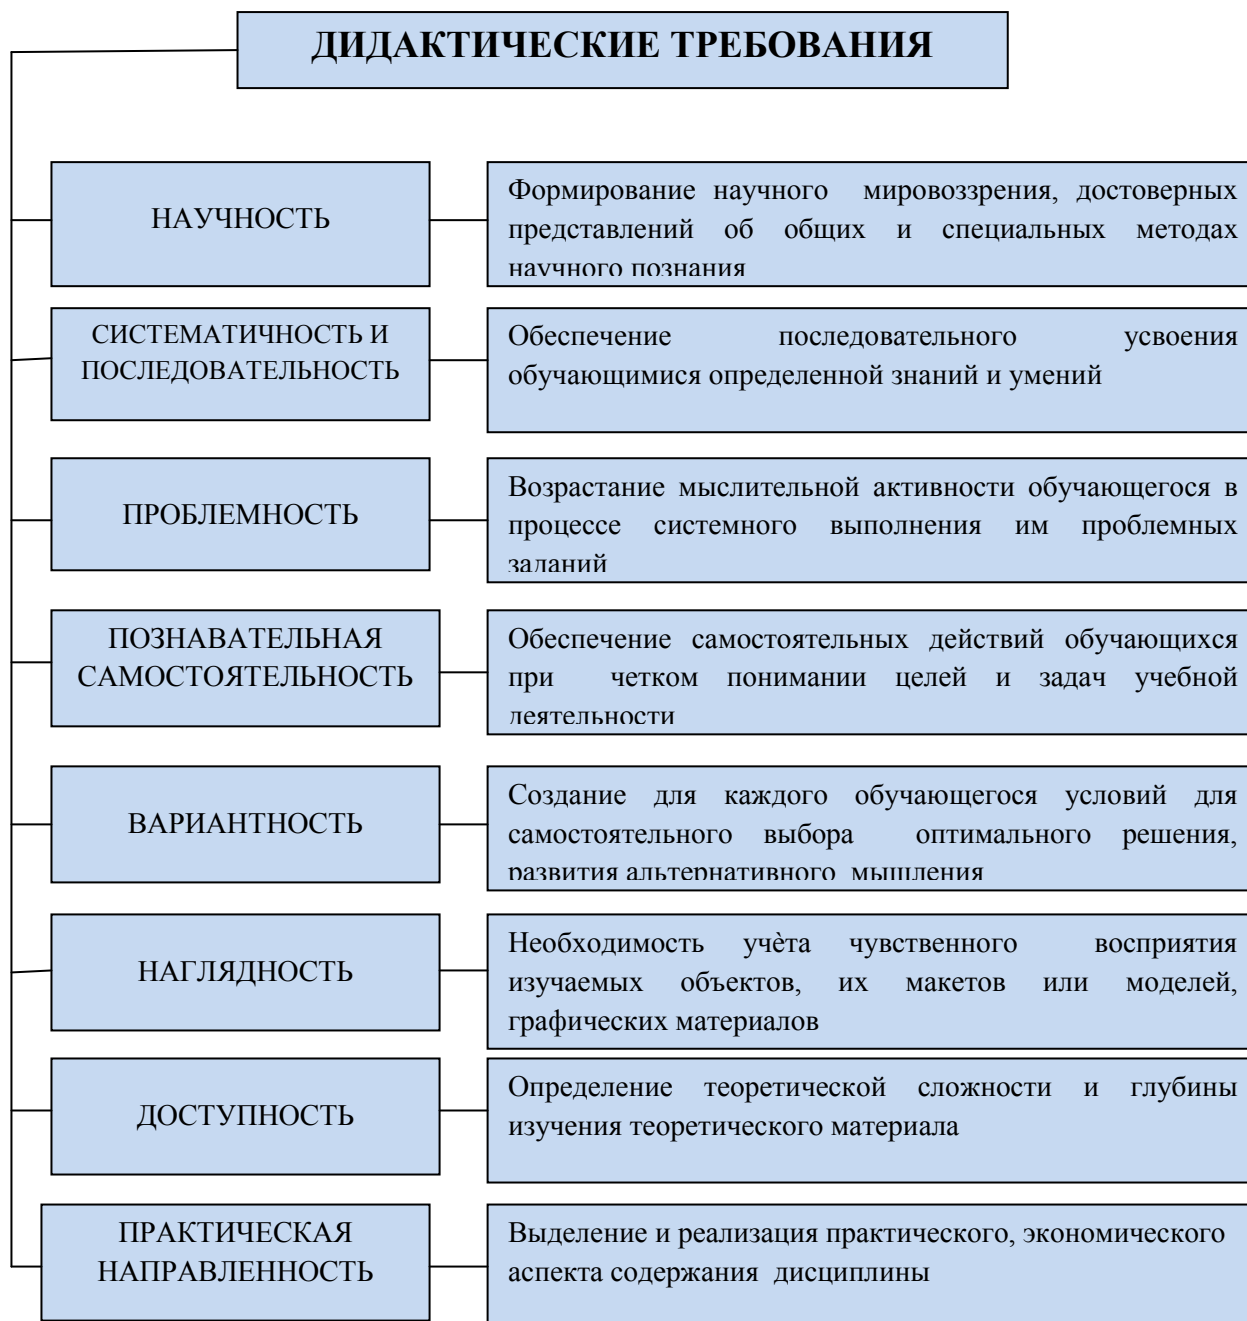 ДИДАКТИЧЕСКИЕ ТРЕБОВАНИЯ
НАУЧНОСТЬ
Формирование научного мировоззрения, достоверных
представлений об общих и специальных методах
научного познания
СИСТЕМАТИЧНОСТЬ И
ПОСЛЕДОВАТЕЛЬНОСТЬ
Обеспечение последовательного усвоения
обучающимися определенной знаний и умений
ПРОБЛЕМНОСТЬ
Возрастание мыслительной активности обучающегося в
процессе системного выполнения им проблемных
заданий
ПОЗНАВАТЕЛЬНАЯ
САМОСТОЯТЕЛЬНОСТЬ
Обеспечение самостоятельных действий обучающихся
при четком понимании целей и задач учебной
деятельности
ВАРИАНТНОСТЬ
Создание для каждого обучающегося условий для
самостоятельного выбора оптимального решения,
развития альтернативного мышления
НАГЛЯДНОСТЬ
Необходимость учѐта чувственного восприятия
изучаемых объектов, их макетов или моделей,
графических материалов
ДОСТУПНОСТЬ
Определение теоретической сложности и глубины
изучения теоретического материала
ПРАКТИЧЕСКАЯ
НАПРАВЛЕННОСТЬ
Выделение и реализация практического, экономического
аспекта содержания дисциплины